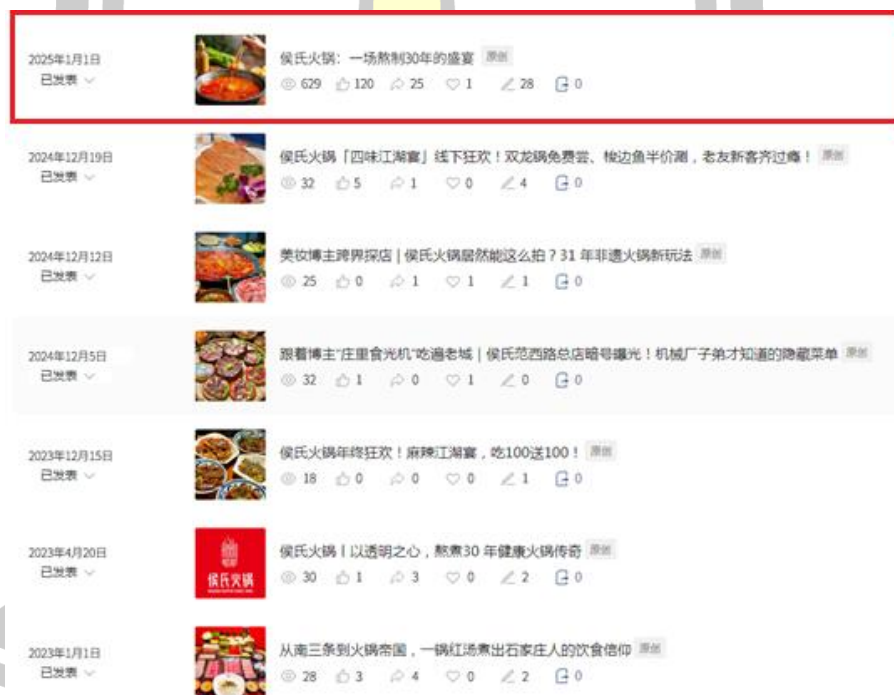 2025年1月1日
已发表
侯氏火锅：一场熬制30年的盛宴 原创
629 120 25 1 28 0
2024年12月19日
已发表
侯氏火锅「四味江湖宴」线下狂欢！双龙锅免费尝、梭边鱼半价涮，老友新客齐过瘾！ 原创
32 5 1 0 4 0
2024年12月12日
已发表
美妆博主跨界探店 | 侯氏火锅居然能这么拍？31 年非遗火锅新玩法 原创
25 0 1 1 1 0
2024年12月5日
已发表
跟着博主“庄里食光机”吃遍老城 | 侯氏范西路总店暗号曝光！机械厂子弟才知道的隐藏菜单 原创
32 1 0 1 0 0
2023年12月15日
已发表
侯氏火锅年终狂欢！麻辣江湖宴，吃100送100！ 原创
18 0 0 0 1 0
2023年4月20日
已发表
侯氏火锅
侯氏火锅丨以透明之心，熬煮30 年健康火锅传奇 原创
30 1 3 0 2 0
2023年1月1日
已发表
从南三条到火锅帝国，一锅红汤煮出石家庄人的饮食信仰 原创
28 3 4 0 2 0